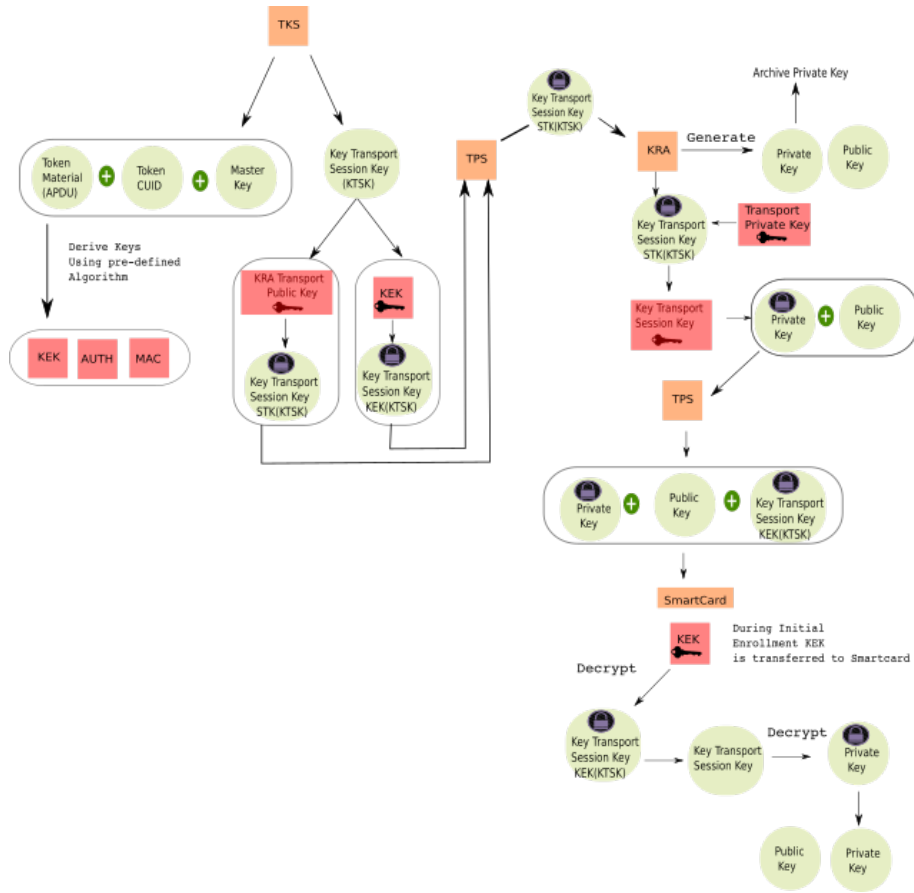 TKS
Token
Material
(APDU)
Token
CUID
Master
Key
Key Transport
Session Key
(KTSK)
Derive Keys
Using pre-defined
Algorithm
KEK
AUTH
MAC
KRA Transport
Public Key
Key Transport
Session Key
STK(KTSK)
KEK
Key Transport
Session Key
KEK(KTSK)
TPS
Key Transport
Session Key
STK(KTSK)
KRA
Generate
Archive Private Key
Private
Key
Public
Key
Key Transport
Session Key
STK(KTSK)
Transport
Private Key
Key Transport
Session Key
Private
Key
Public
Key
TPS
Private
Key
Public
Key
Key Transport
Session Key
KEK(KTSK)
SmartCard
KEK
During Initial
Enrollment KEK
is transferred to Smartcard
Decrypt
Key Transport
Session Key
KEK(KTSK)
Key Transport
Session Key
Decrypt
Private
Key
Public
Key
Private
Key